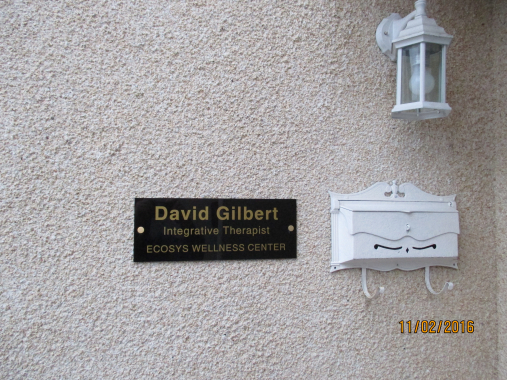 David Gilbert
Integrative Therapist
ECOSYS WELLNESS CENTER
11/02/2016